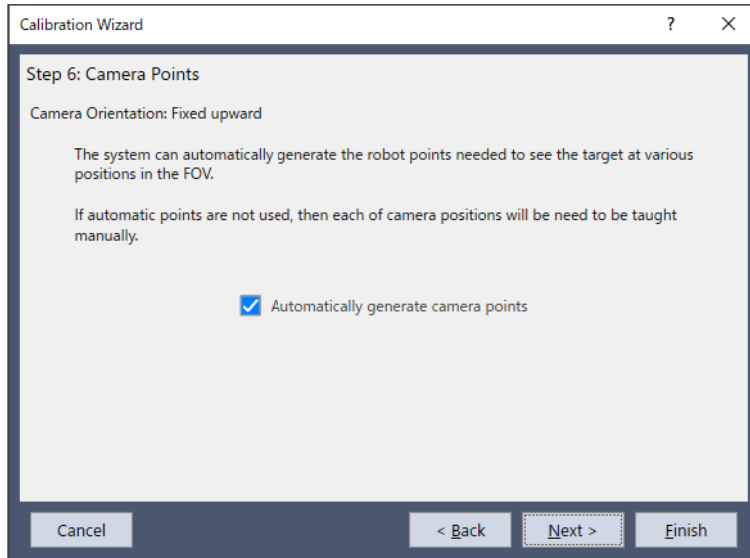 Calibration Wizard
?
Step 6: Camera Points
Camera Orientation: Fixed upward
The system can automatically generate the robot points needed to see the target at various
positions in the FOV.
If automatic points are not used, then each of camera positions will be need to be taught
manually.
Automatically generate camera points
Cancel
< Back
Next >
Finish